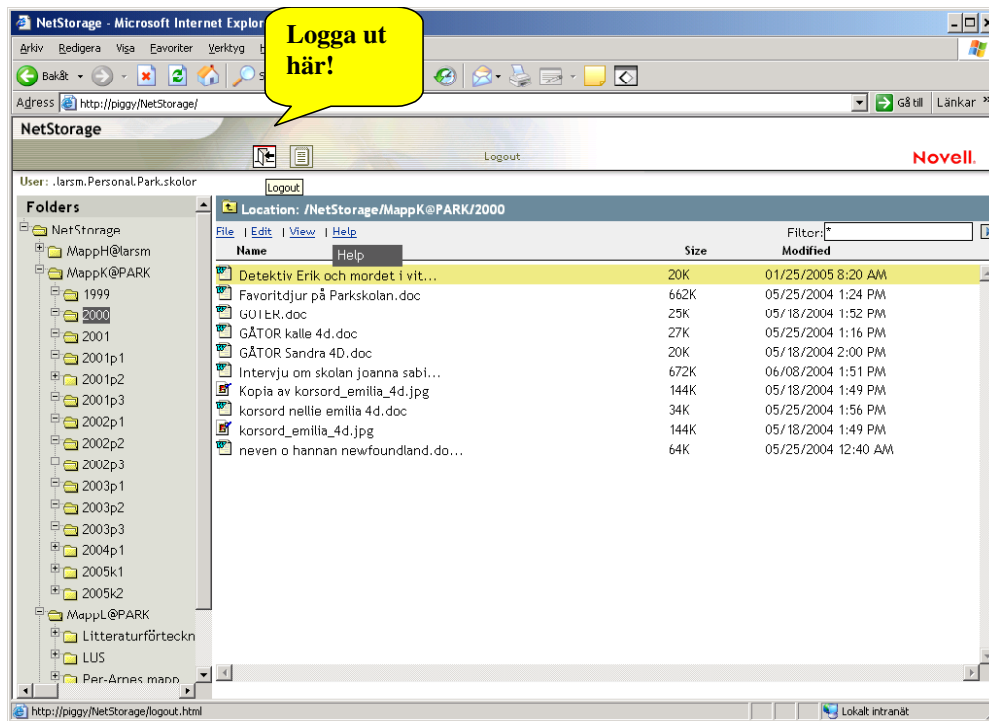 NetStorage - Microsoft Internet Explor
Logga ut
här!
Arkiv Redigera Visa Favoriter Verktyg
Bakåt
Adress http://piggy/NetStorage/ Gå till Länkar »
NetStorage
Logout
Novell.
User: .larsm.Personal.Park.skolor
Logout
Folders
Location: /NetStorage/MappK@PARK/2000
File | Edit | View | Help Filter:*
Help
Name Size Modified
NetStorage
MappH@larsm
MappK@PARK
1999
2000
2001
2001p1
2001p2
2001p3
2002p1
2002p2
2002p3
2003p1
2003p2
2003p3
2004p1
2005k1
2005k2
MappL@PARK
Litteraturförteckn
LUS
Per-Arnes mapp
Detektiv Erik och mordet i vit... 20K 01/25/2005 8:20 AM
Favoritdjur på Parkskolan.doc 662K 05/25/2004 1:24 PM
GÖTER.doc 25K 05/18/2004 1:52 PM
GÅTOR kalle 4d.doc 27K 05/25/2004 1:16 PM
GÅTOR Sandra 4D.doc 20K 05/18/2004 2:00 PM
Intervju om skolan joanna sabi... 672K 06/08/2004 1:51 PM
Kopia av korsord_emilia_4d.jpg 144K 05/18/2004 1:49 PM
korsord nellie emilia 4d.doc 34K 05/25/2004 1:56 PM
korsord_emilia_4d.jpg 144K 05/18/2004 1:49 PM
neven o hannan newfoundland.do... 64K 05/25/2004 12:40 AM
http://piggy/NetStorage/logout.html Lokalt intranät